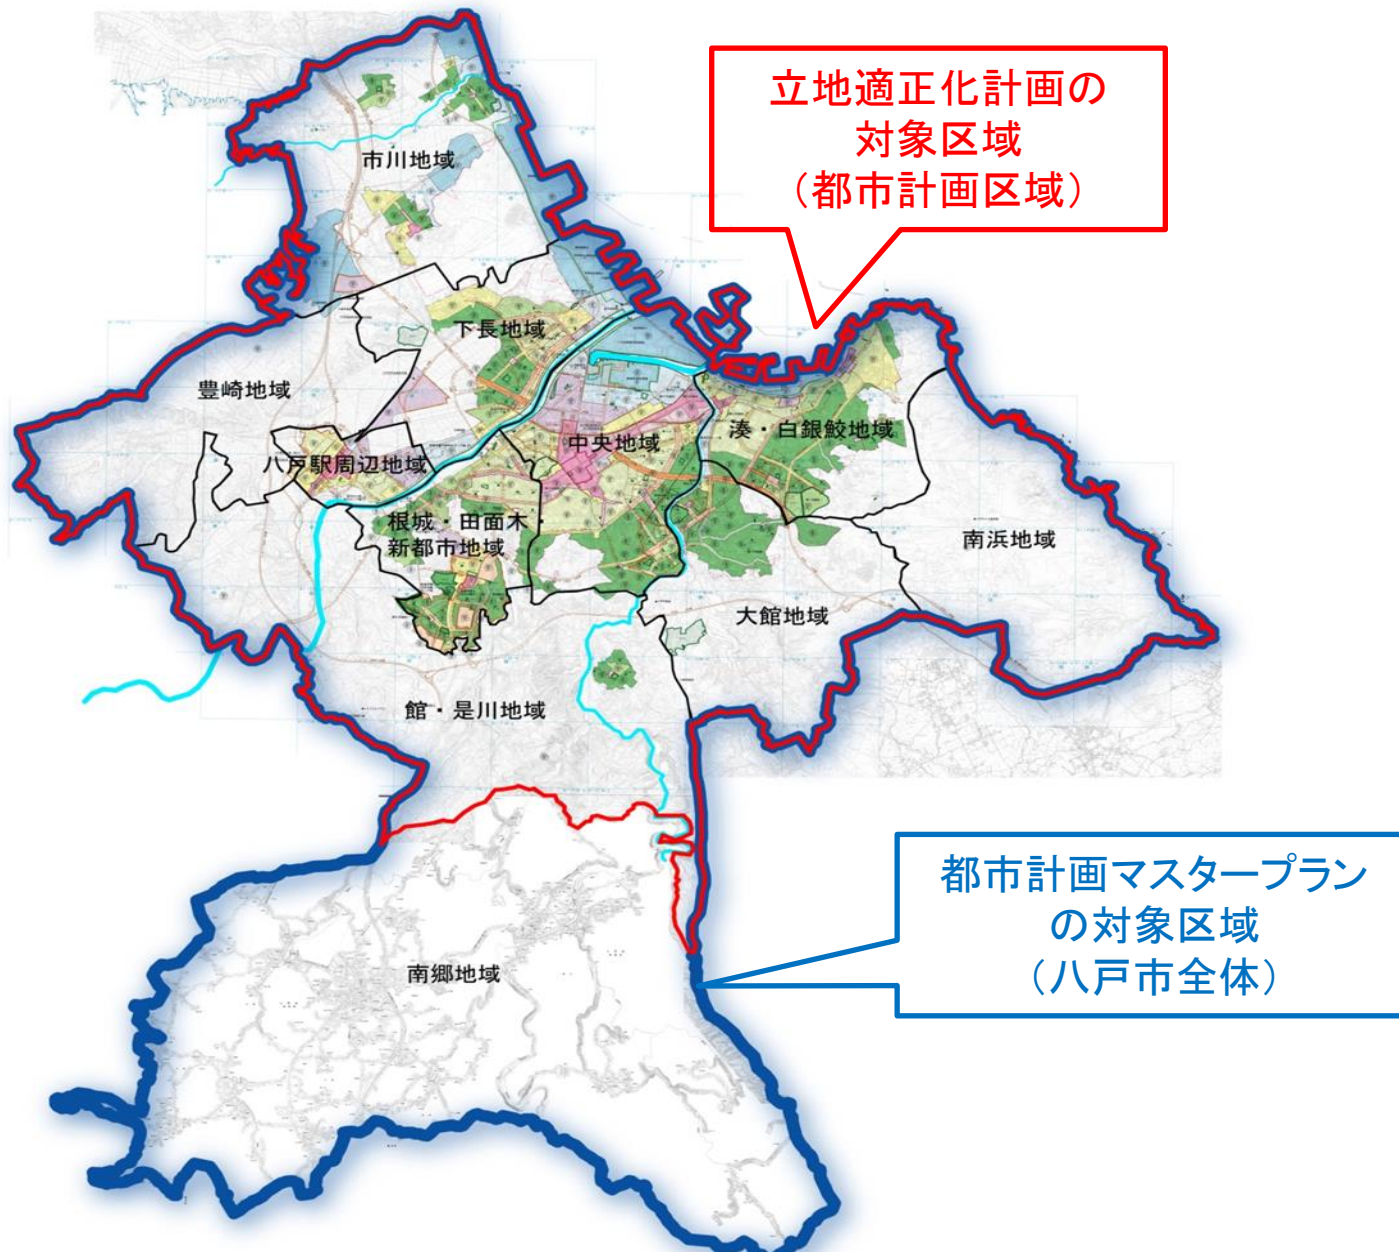 立地適正化計画の
対象区域
（都市計画区域）
市川地域
下長地域
豊崎地域
八戸駅周辺地域
中央地域
湊・白銀鮫地域
根城・田面木・
新都市地域
南浜地域
大館地域
館・是川地域
都市計画マスタープラン
の対象区域
（八戸市全体）
南郷地域